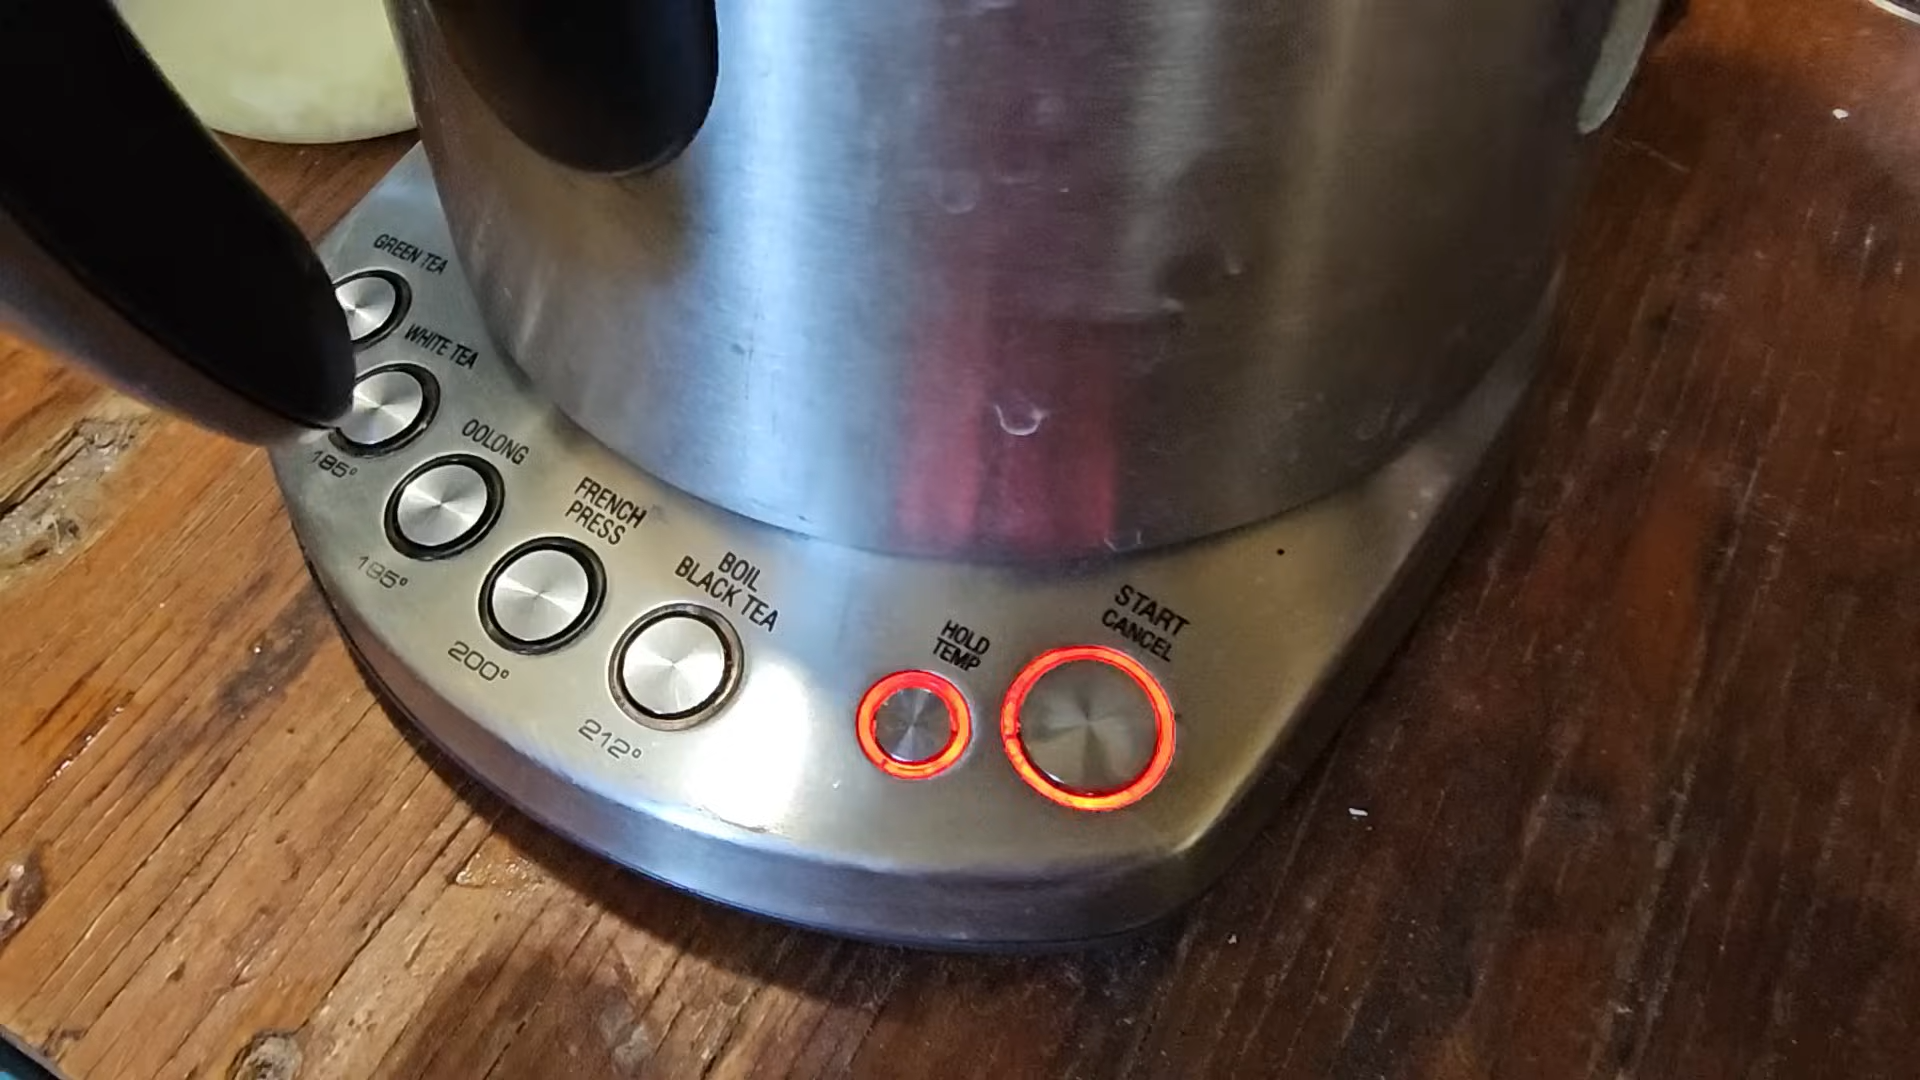 GREEN TEA
WHITE TEA
185°
OOLONG
195°
FRENCH
PRESS
200°
BOIL
BLACK TEA
212°
HOLD
TEMP
START
CANCEL